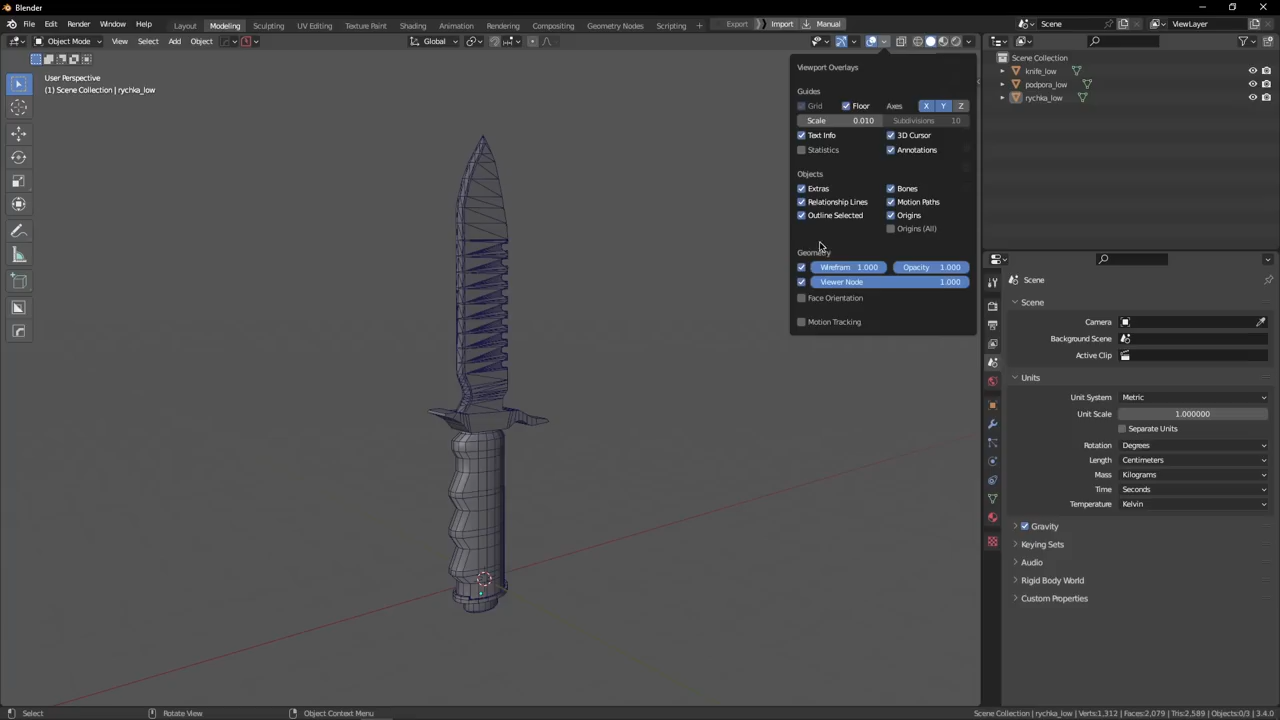 Blender
File Edit Render Window Help Layout Modeling Sculpting UV Editing Texture Paint Shading Animation Rendering Compositing Geometry Nodes Scripting Export Import Manual Scene ViewLayer
Object Mode View Select Add Object Global
User Perspective
(1) Scene Collection | rychka_low
Viewport Overlays
Guides
Grid Floor Axes X Y Z
Scale 0.010 Subdivisions 10
Text Info 3D Cursor
Statistics Annotations
Objects
Extras Bones
Relationship Lines Motion Paths
Outline Selected Origins
Origins (All)
Geometry
Wirefram 1.000 Opacity 1.000
Viewer Node 1.000
Face Orientation
Motion Tracking
Scene Collection
knife_low
podpora_low
rychka_low
Scene
Scene
Camera
Background Scene
Active Clip
Units
Unit System Metric
Unit Scale 1.000000
Separate Units
Rotation Degrees
Length Centimeters
Mass Kilograms
Time Seconds
Temperature Kelvin
Gravity
Keying Sets
Audio
Rigid Body World
Custom Properties
Select Rotate View Object Context Menu Scene Collection | rychka_low | Verts:1,312 | Faces:2,079 | Tris:2,589 | Objects:0/3 | 3.4.0